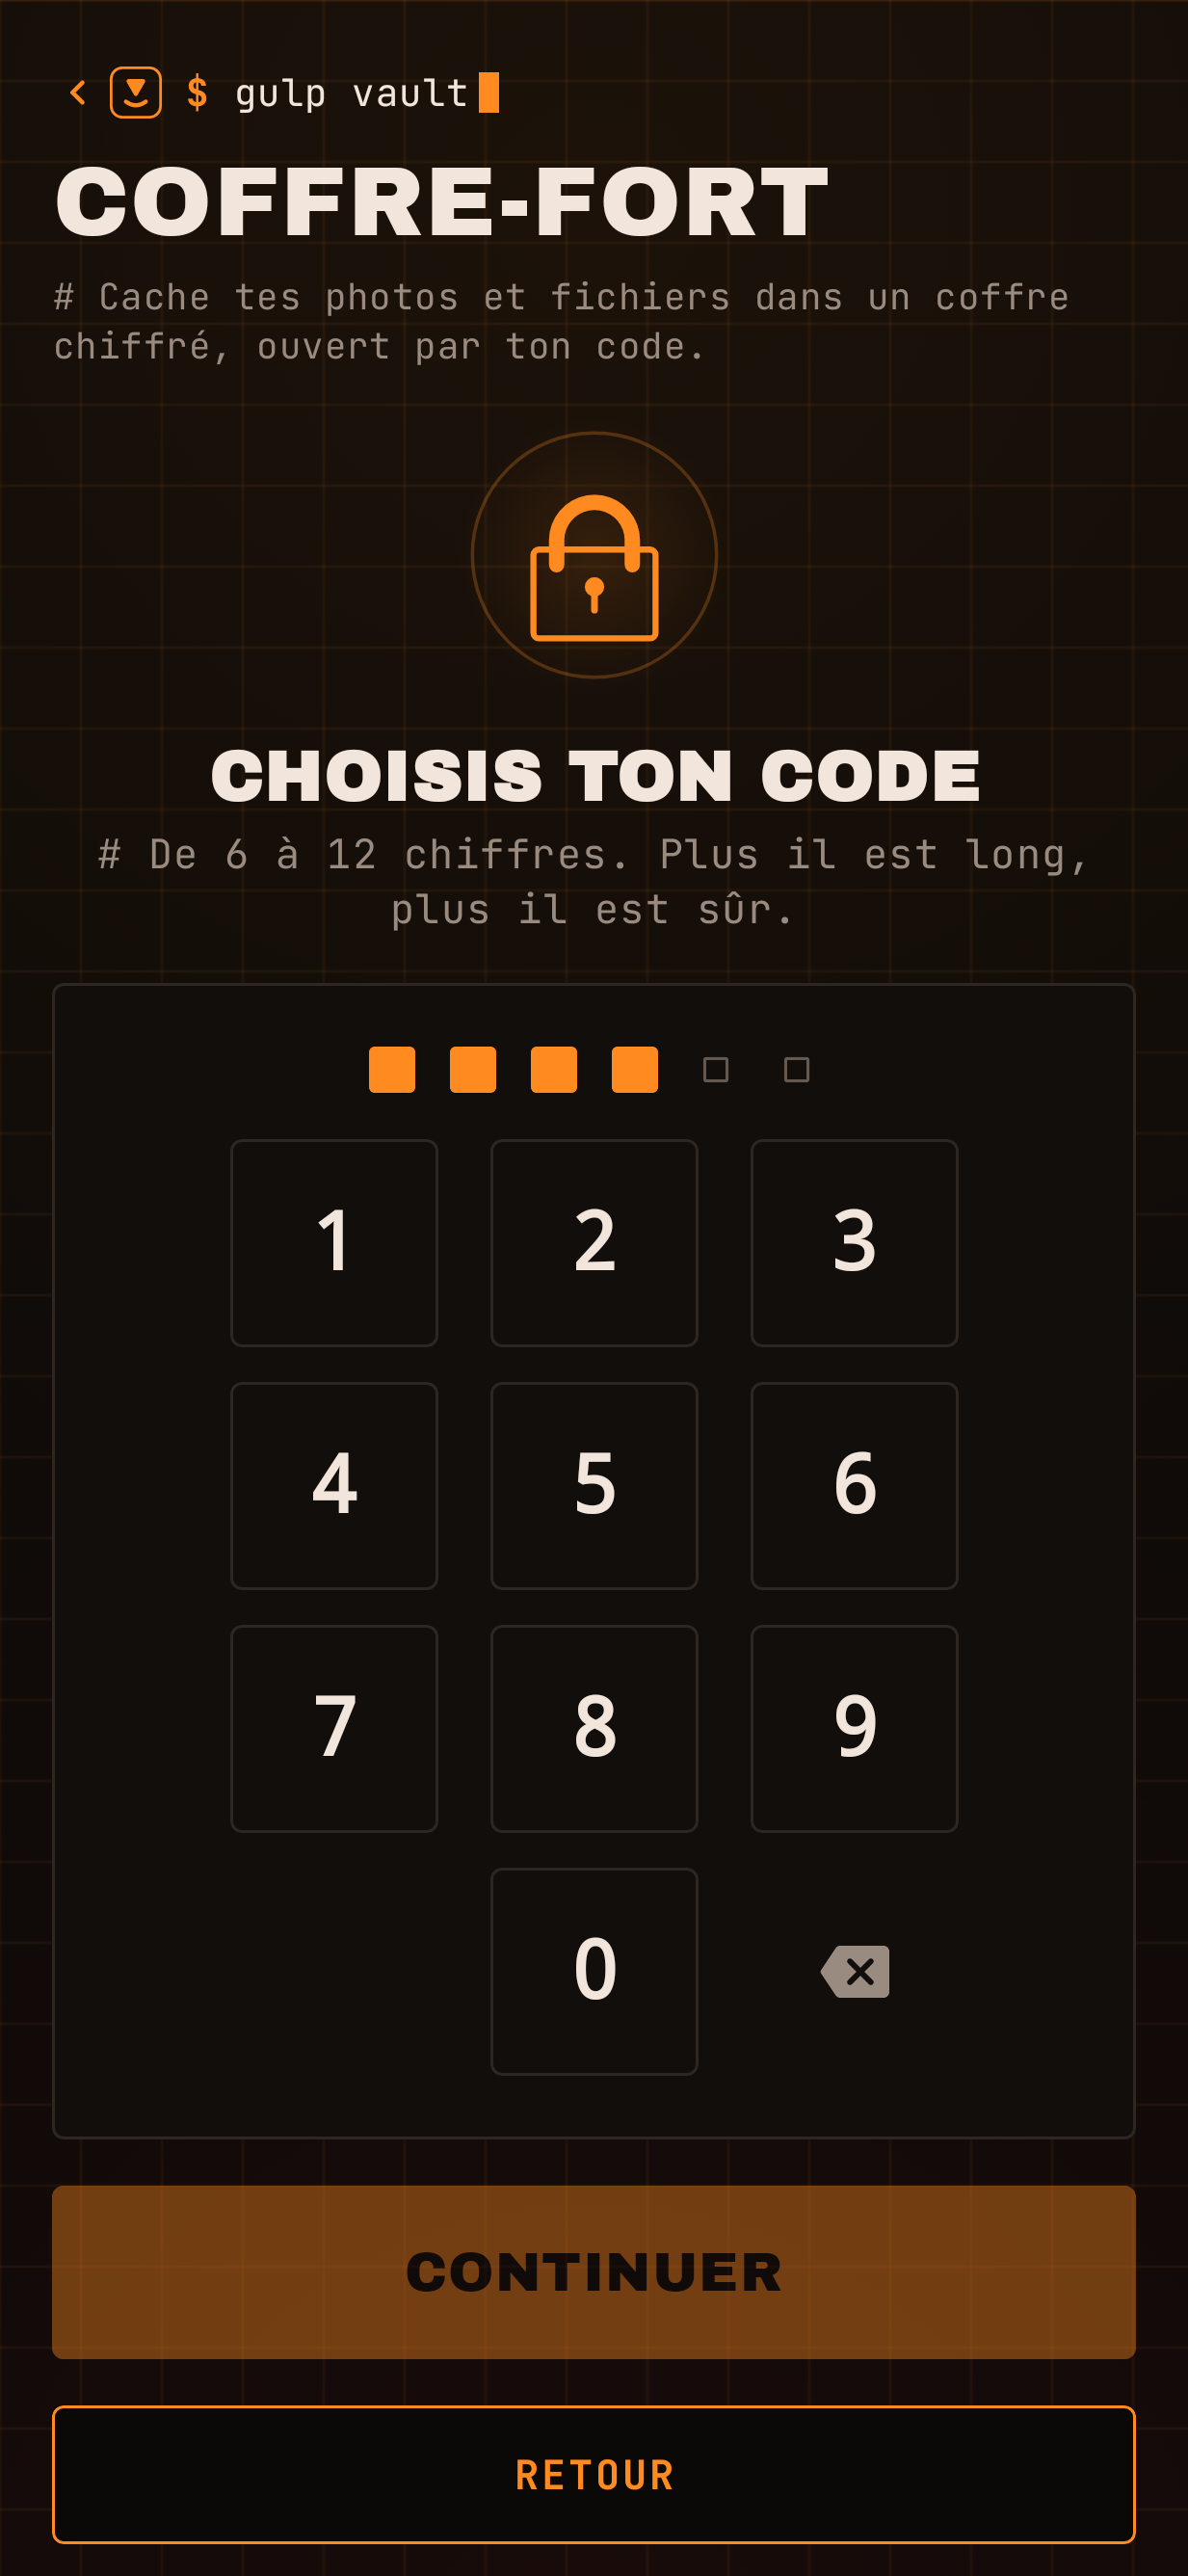 $ gulp vault
COFFRE-FORT
# Cache tes photos et fichiers dans un coffre
chiffré, ouvert par ton code.
CHOISIS TON CODE
# De 6 à 12 chiffres. Plus il est long,
plus il est sûr.
1 2 3
4 5 6
7 8 9
0
CONTINUER
RETOUR